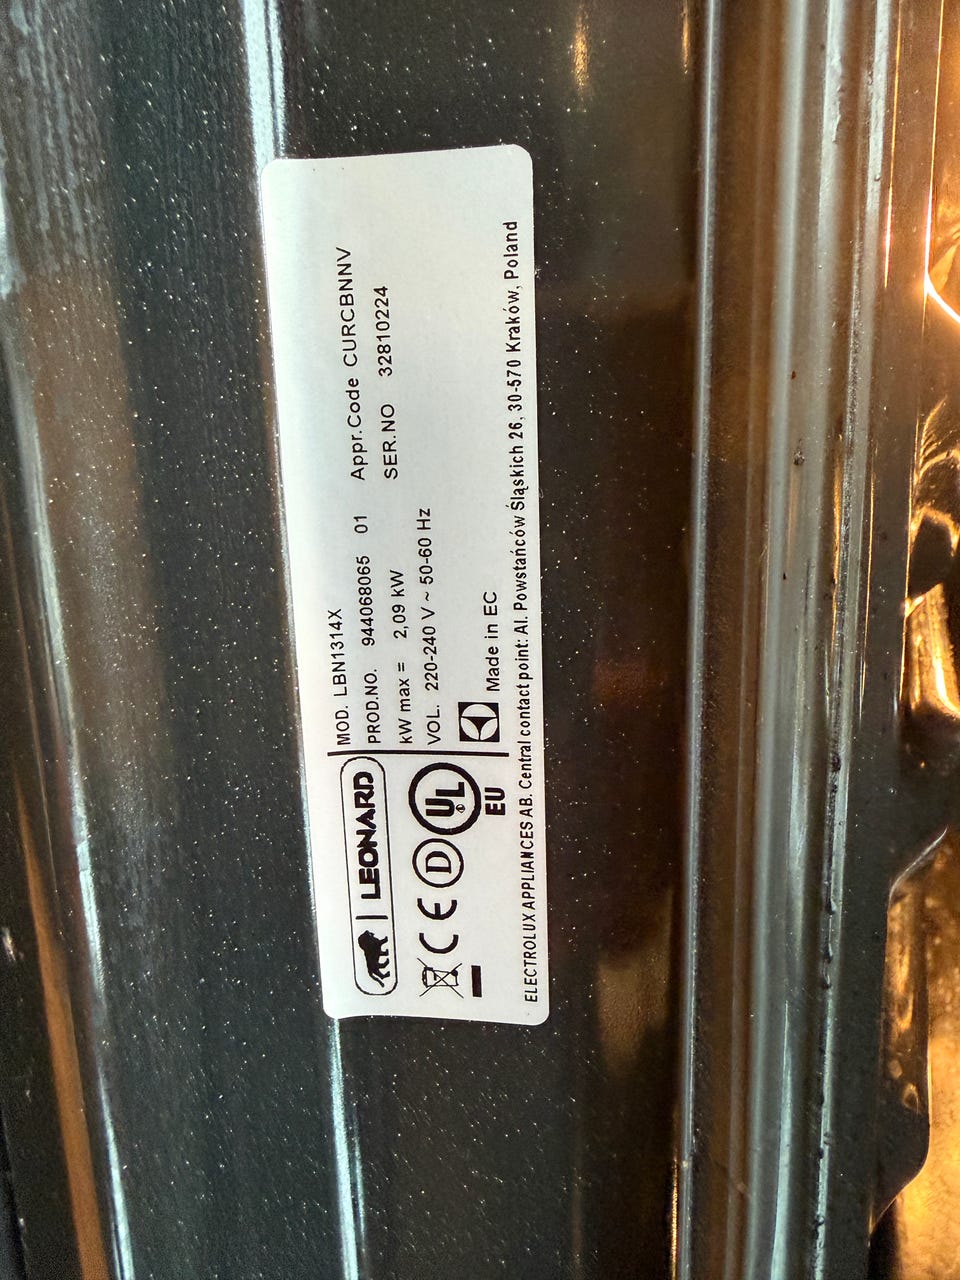 LEONARD
CE D UL
EU
MOD. LBN1314X
PROD.NO. 944068065 01 Appr.Code CURCBNNV
kW max = 2,09 kW SER.NO 32810224
VOL. 220-240 V ~ 50-60 Hz
Made in EC
ELECTROLUX APPLIANCES AB. Central contact point: Al. Powstańców Śląskich 26, 30-570 Kraków, Poland